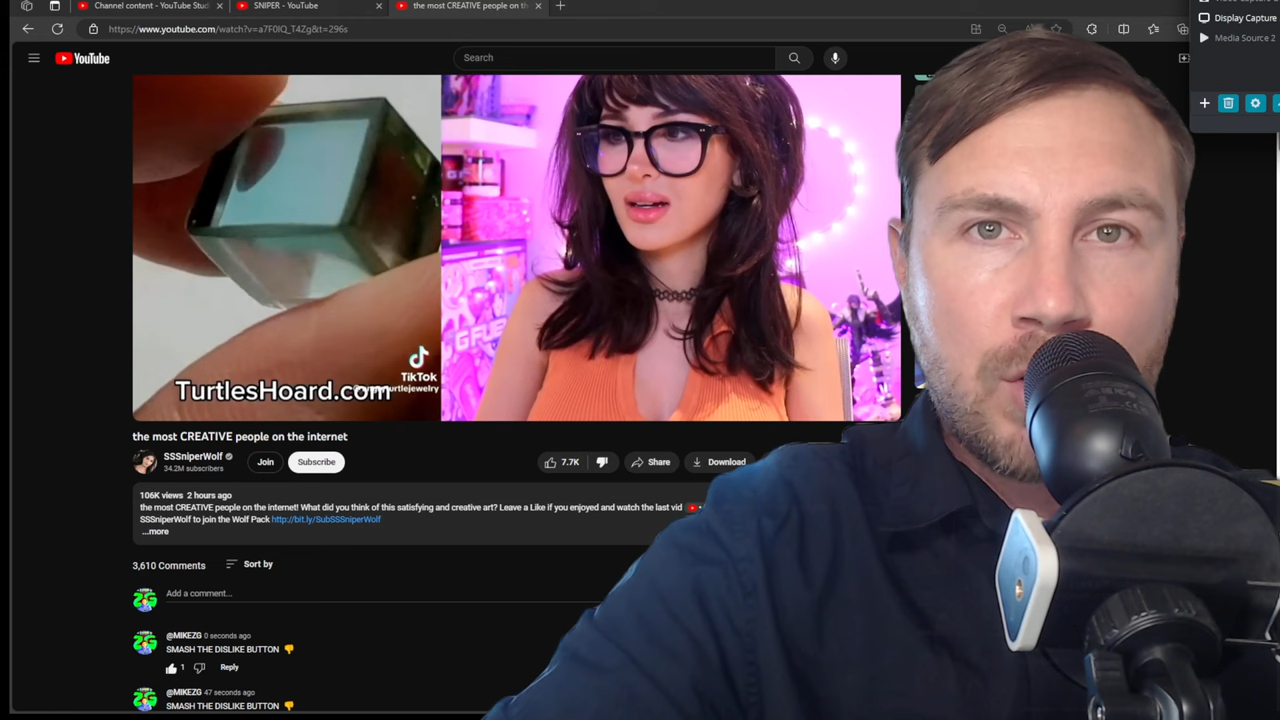 Channel content - YouTube Stud
SNIPER - YouTube
the most CREATIVE people on the
https://www.youtube.com/watch?v=a7F0IQ_T4Zg&t=296s
Display Capture
Media Source 2
YouTube
Search
TikTok
TurtlesHoard.com
the most CREATIVE people on the internet
SSSniperWolf
34.2M subscribers
Join
Subscribe
7.7K
Share
Download
106K views 2 hours ago
the most CREATIVE people on the internet! What did you think of this satisfying and creative art? Leave a Like if you enjoyed and watch the last vid
SSSniperWolf to join the Wolf Pack http://bit.ly/SubSSSniperWolf
...more
3,610 Comments
Sort by
Add a comment...
@MIKEZG 0 seconds ago
SMASH THE DISLIKE BUTTON 👎
1
Reply
@MIKEZG 47 seconds ago
SMASH THE DISLIKE BUTTON 👎